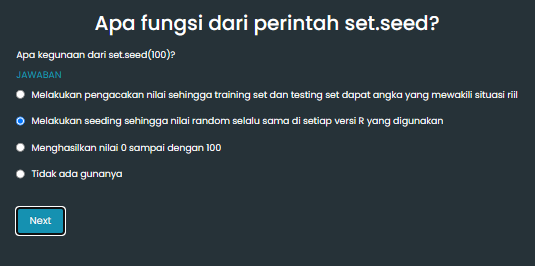 Apa fungsi dari perintah set.seed?
Apa kegunaan dari set.seed(100)?
JAWABAN
Melakukan pengacakan nilai sehingga training set dan testing set dapat angka yang mewakili situasi riil
Melakukan seeding sehingga nilai random selalu sama di setiap versi R yang digunakan
Menghasilkan nilai 0 sampai dengan 100
Tidak ada gunanya
Next